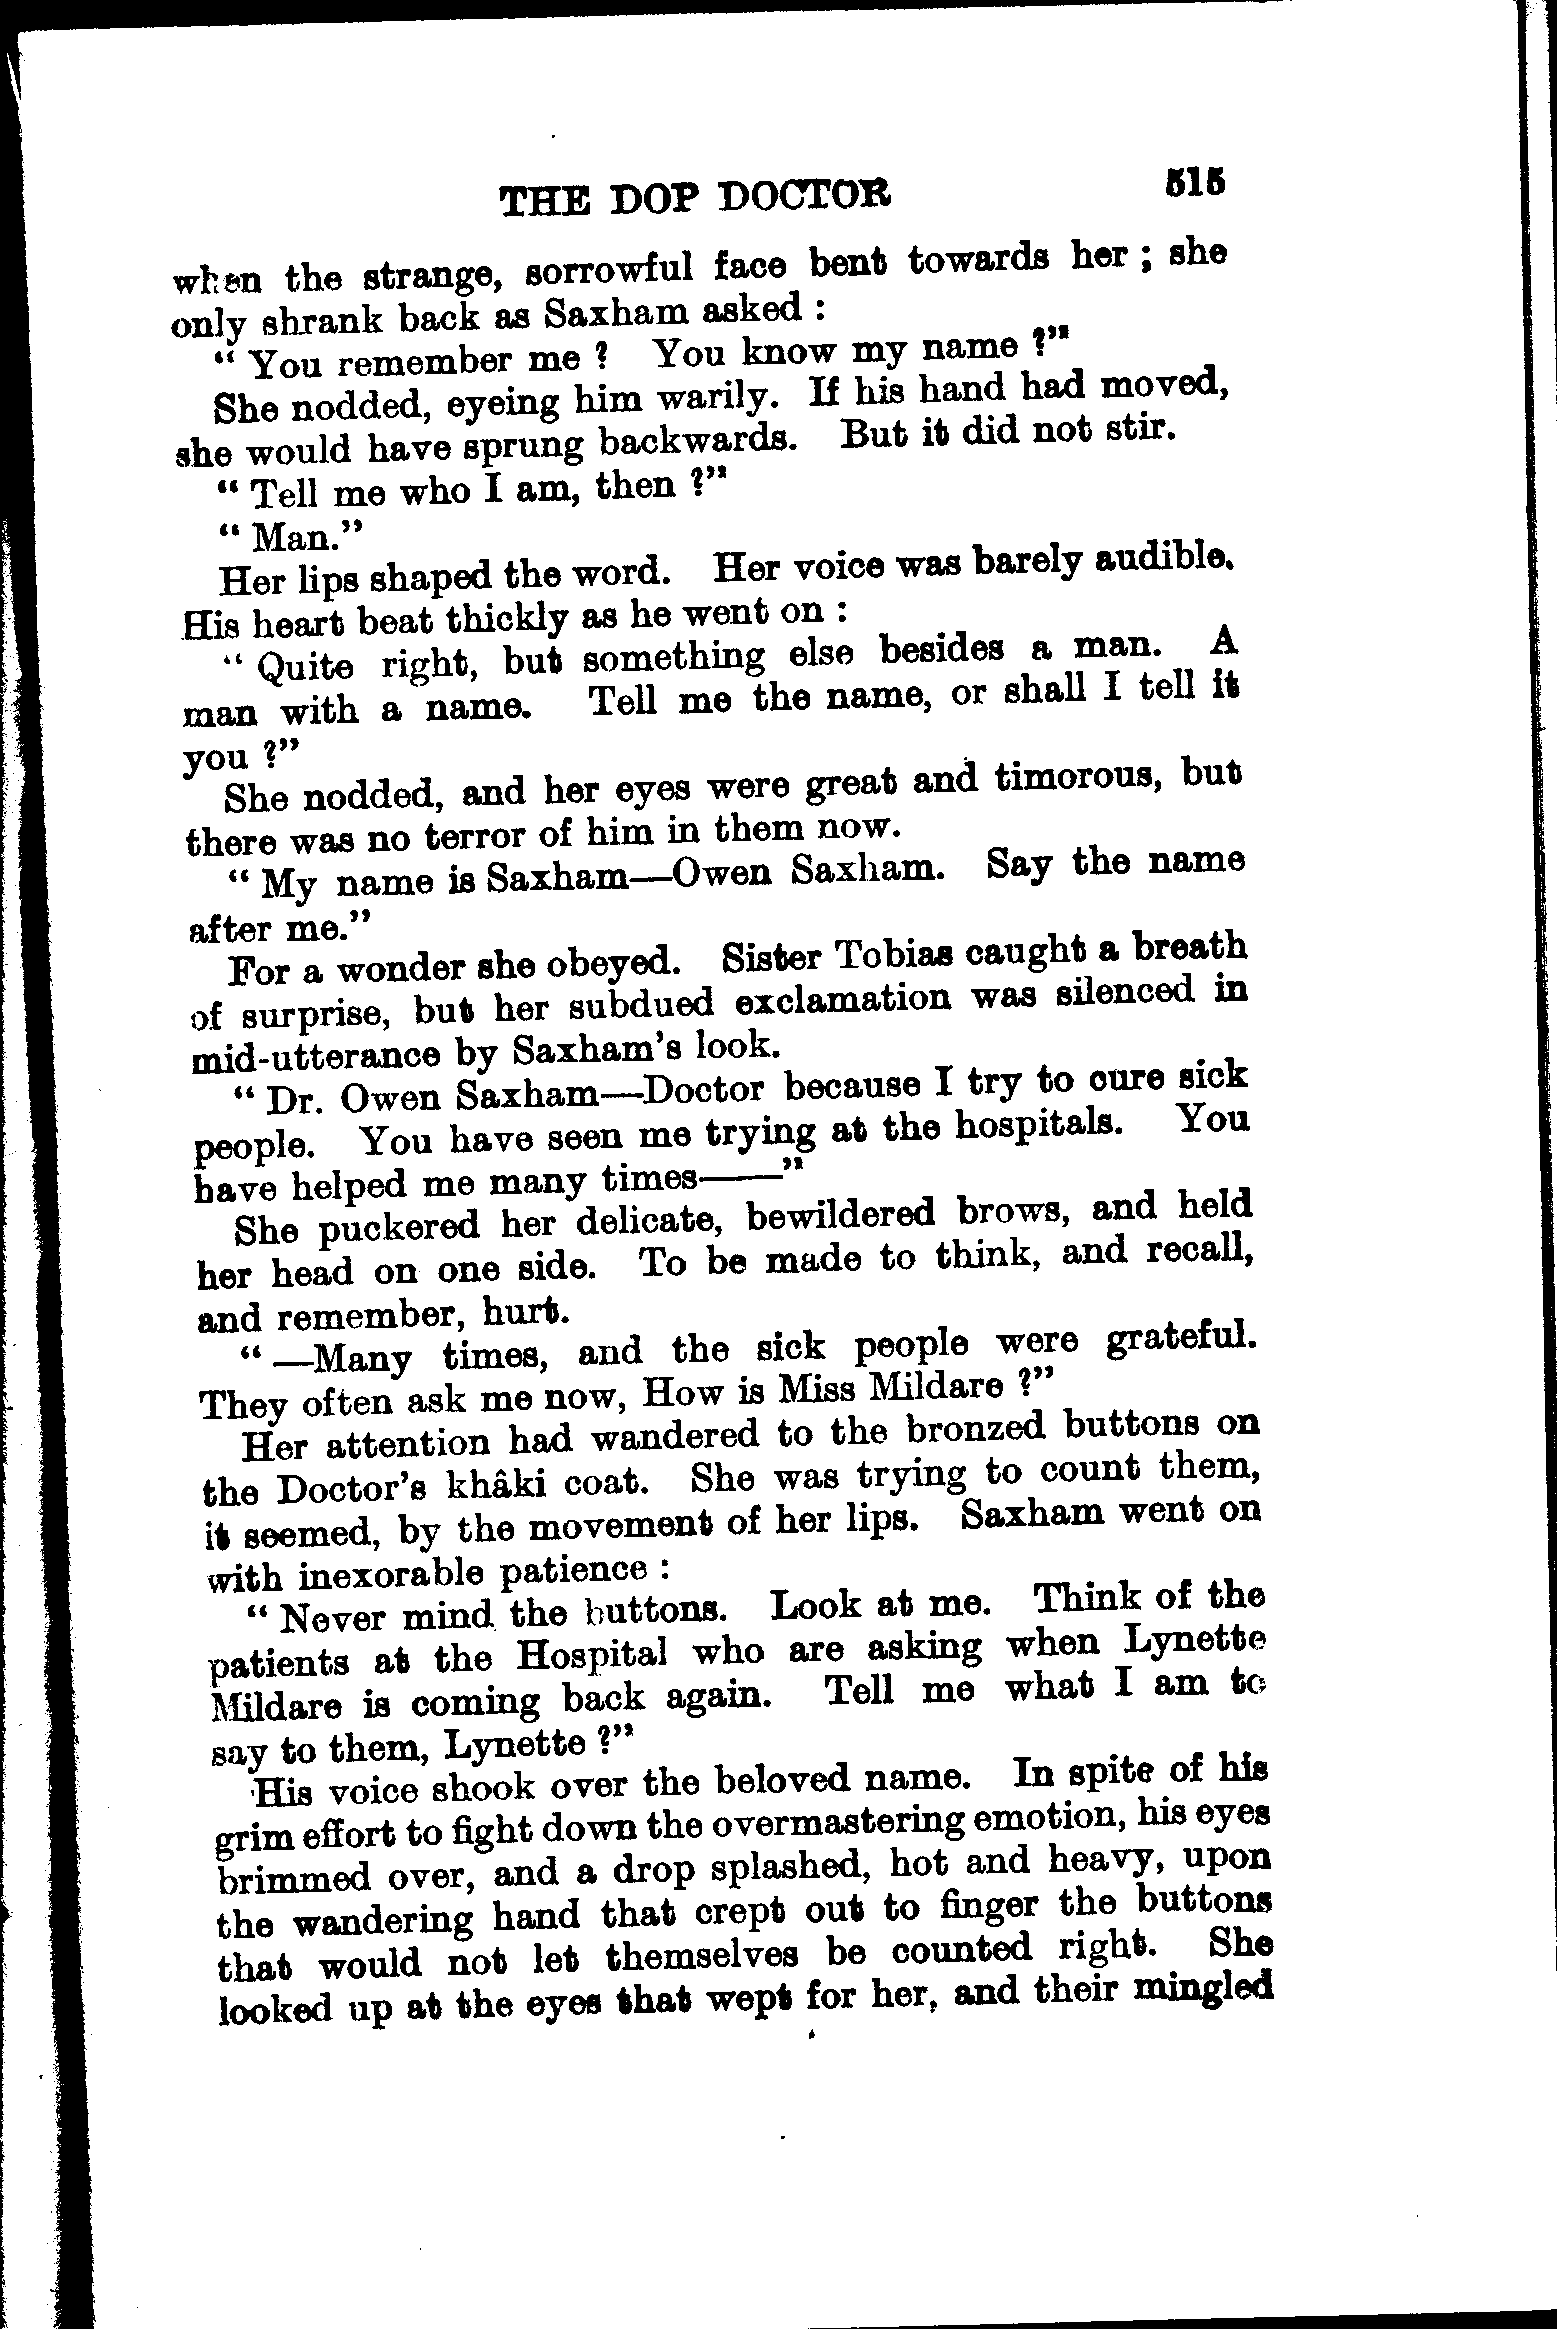 THE DOP DOCTOR 515
when the strange, sorrowful face bent towards her ; she
only shrank back as Saxham asked :
“ You remember me ? You know my name ?”
She nodded, eyeing him warily. If his hand had moved,
she would have sprung backwards. But it did not stir.
“ Tell me who I am, then ?”
“ Man.”
Her lips shaped the word. Her voice was barely audible.
His heart beat thickly as he went on :
“ Quite right, but something else besides a man. A
man with a name. Tell me the name, or shall I tell it
you ?”
She nodded, and her eyes were great and timorous, but
there was no terror of him in them now.
“ My name is Saxham—Owen Saxham. Say the name
after me.”
For a wonder she obeyed. Sister Tobias caught a breath
of surprise, but her subdued exclamation was silenced in
mid-utterance by Saxham’s look.
“ Dr. Owen Saxham—Doctor because I try to cure sick
people. You have seen me trying at the hospitals. You
have helped me many times——”
She puckered her delicate, bewildered brows, and held
her head on one side. To be made to think, and recall,
and remember, hurt.
“ —Many times, and the sick people were grateful.
They often ask me now, How is Miss Mildare ?”
Her attention had wandered to the bronzed buttons on
the Doctor’s khâki coat. She was trying to count them,
it seemed, by the movement of her lips. Saxham went on
with inexorable patience :
“ Never mind the buttons. Look at me. Think of the
patients at the Hospital who are asking when Lynette
Mildare is coming back again. Tell me what I am to
say to them, Lynette ?”
His voice shook over the beloved name. In spite of his
grim effort to fight down the overmastering emotion, his eyes
brimmed over, and a drop splashed, hot and heavy, upon
the wandering hand that crept out to finger the buttons
that would not let themselves be counted right. She
looked up at the eyes that wept for her, and their mingled